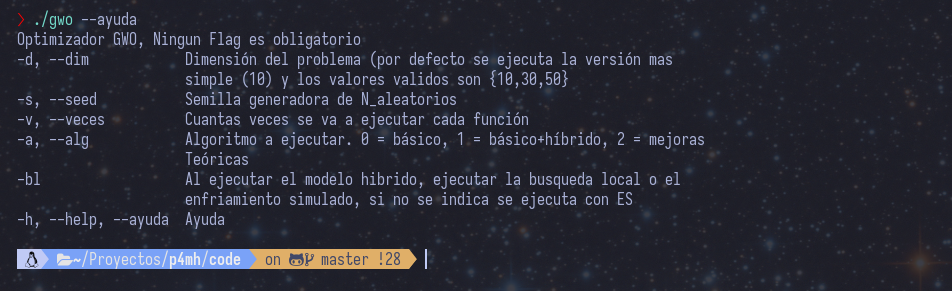 ❯ ./gwo --ayuda
Optimizador GWO, Ningun Flag es obligatorio
-d, --dim            Dimensión del problema (por defecto se ejecuta la versión mas
                     simple (10) y los valores validos son {10,30,50}
-s, --seed           Semilla generadora de N_aleatorios
-v, --veces          Cuantas veces se va a ejecutar cada función
-a, --alg            Algoritmo a ejecutar. 0 = básico, 1 = básico+híbrido, 2 = mejoras
                     Teóricas
-bl                  Al ejecutar el modelo hibrido, ejecutar la busqueda local o el
                     enfriamiento simulado, si no se indica se ejecuta con ES
-h, --help, --ayuda  Ayuda
~/Proyectos/p4mh/code on master !28